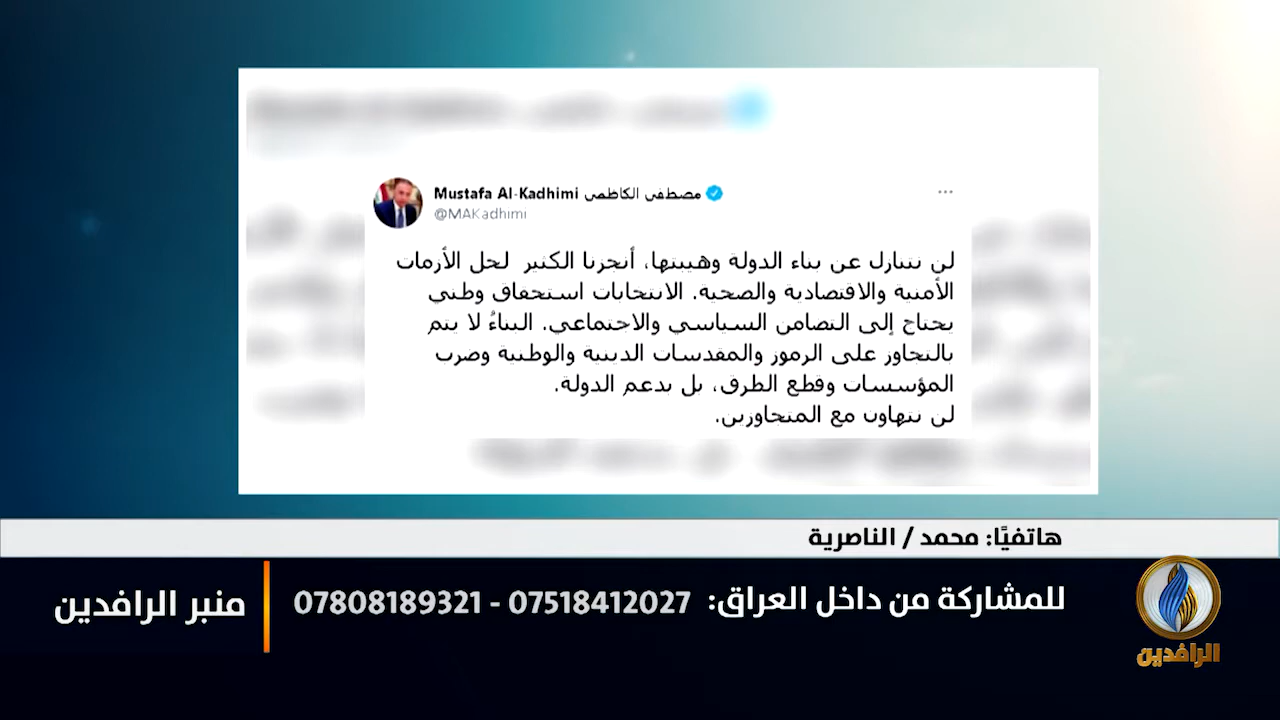 Mustafa Al-Kadhimi مصطفى الكاظمي
@MAKadhimi
لن نتنازل عن بناء الدولة وهيبتها، أنجزنا الكثير لحل الأزمات
الأمنية والاقتصادية والصحية. الانتخابات استحقاق وطني
يحتاج إلى التضامن السياسي والاجتماعي. البناءُ لا يتم
بالتجاوز على الرموز والمقدسات الدينية والوطنية وضرب
المؤسسات وقطع الطرق، بل بدعم الدولة.
لن نتهاون مع المتجاوزين.
هاتفيًا: محمد / الناصرية
للمشاركة من داخل العراق: 07518412027 - 07808189321
منبر الرافدين
الرافدين